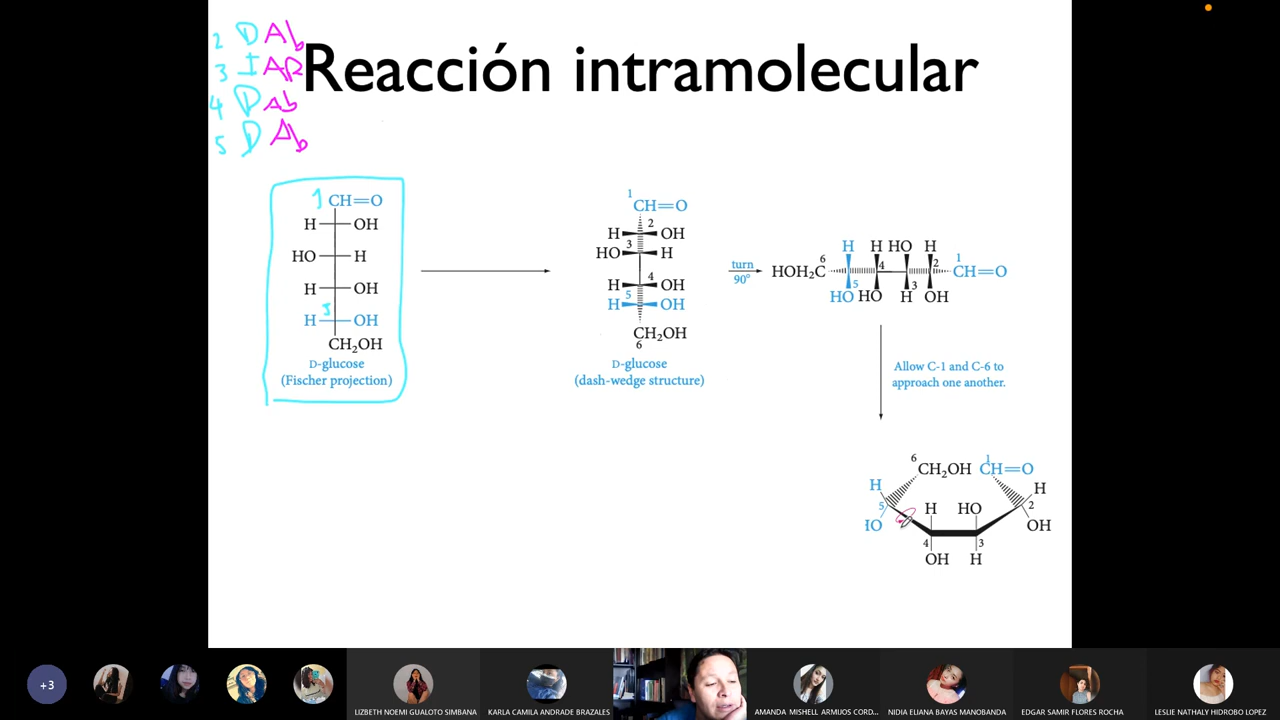 2 D Ab
3 I AR
4 D Ab
5 D Ab
Reacción intramolecular
1 CH=O
H OH
HO H
H OH
5
H OH
CH₂OH
D-glucose
(Fischer projection)
1
CH=O
2
H OH
3
HO H
4
H OH
5
H OH
CH₂OH
6
D-glucose
(dash-wedge structure)
turn
90°
H H HO H
6 4 2 1
HOH₂C CH=O
5 3
HO HO H OH
Allow C-1 and C-6 to
approach one another.
6 1
CH₂OH CH=O
H H
5 H HO 2
HO OH
4 3
OH H
+3
LIZBETH NOEMI GUALOTO SIMBANA
KARLA CAMILA ANDRADE BRAZALES
AMANDA MISHELL ARMIJOS CORD...
NIDIA ELIANA BAYAS MANOBANDA
EDGAR SAMIR FLORES ROCHA
LESLIE NATHALY HIDROBO LOPEZ